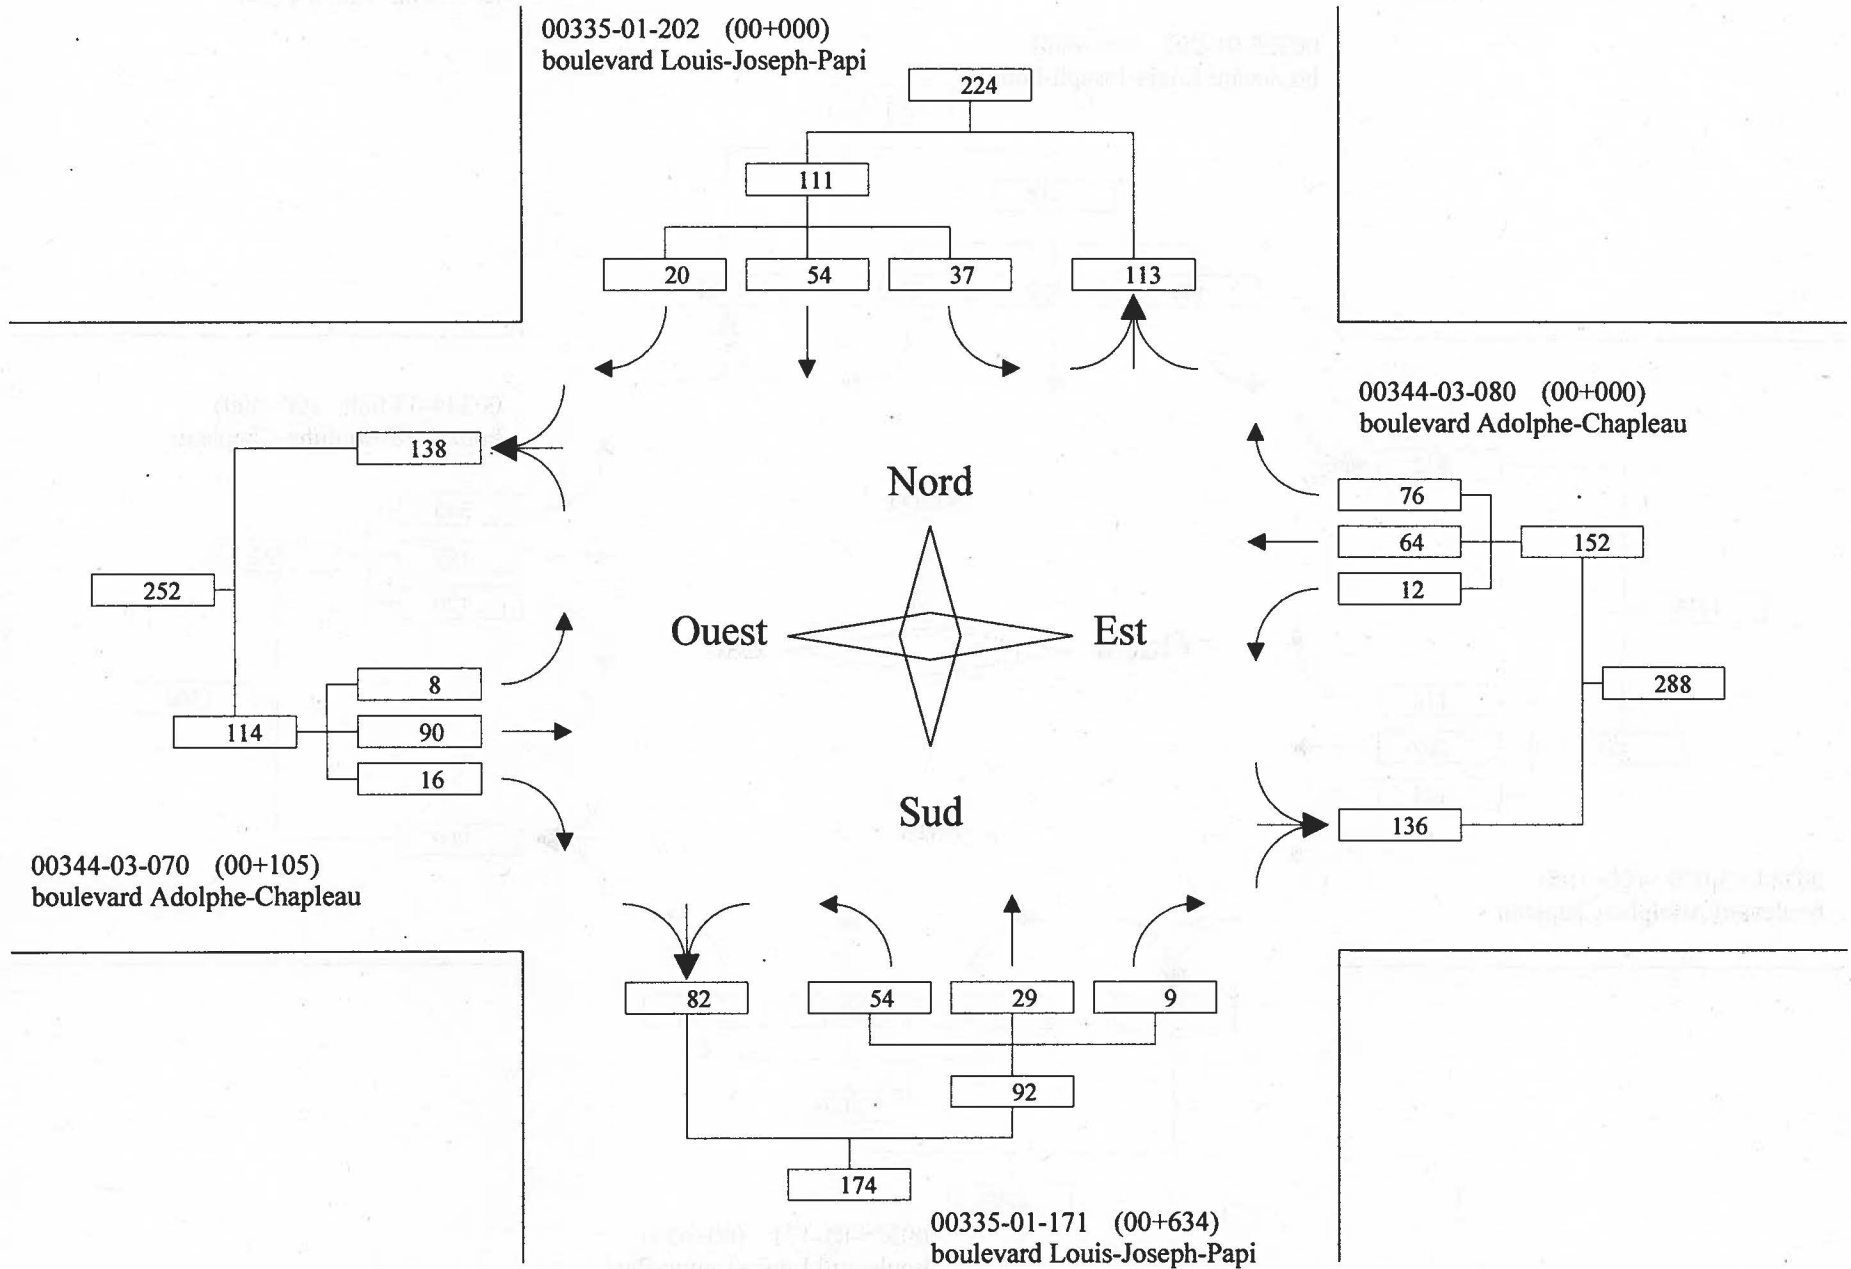 00335-01-202 (00+000)
boulevard Louis-Joseph-Papi
224
111
20 54 37 113
00344-03-080 (00+000)
boulevard Adolphe-Chapleau
138
Nord
76
64 152
12
252
Ouest Est
8
288
114 90
16
Sud
136
00344-03-070 (00+105)
boulevard Adolphe-Chapleau
82 54 29 9
92
174
00335-01-171 (00+634)
boulevard Louis-Joseph-Papi